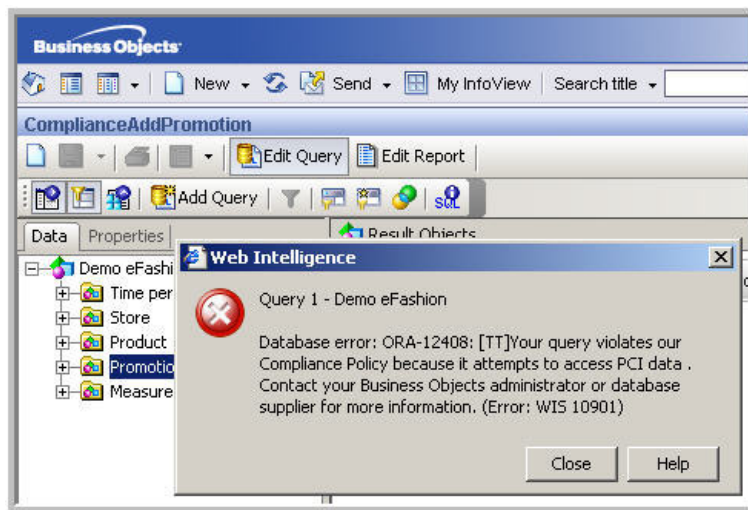 Business Objects
New Send My InfoView Search title
ComplianceAddPromotion
Edit Query Edit Report
Add Query SQL
Data Properties Result Objects
Demo eFashi
Time per
Store
Product
Promotio
Measure
Web Intelligence
Query 1 - Demo eFashion
Database error: ORA-12408: [TT]Your query violates our
Compliance Policy because it attempts to access PCI data .
Contact your Business Objects administrator or database
supplier for more information. (Error: WIS 10901)
Close Help